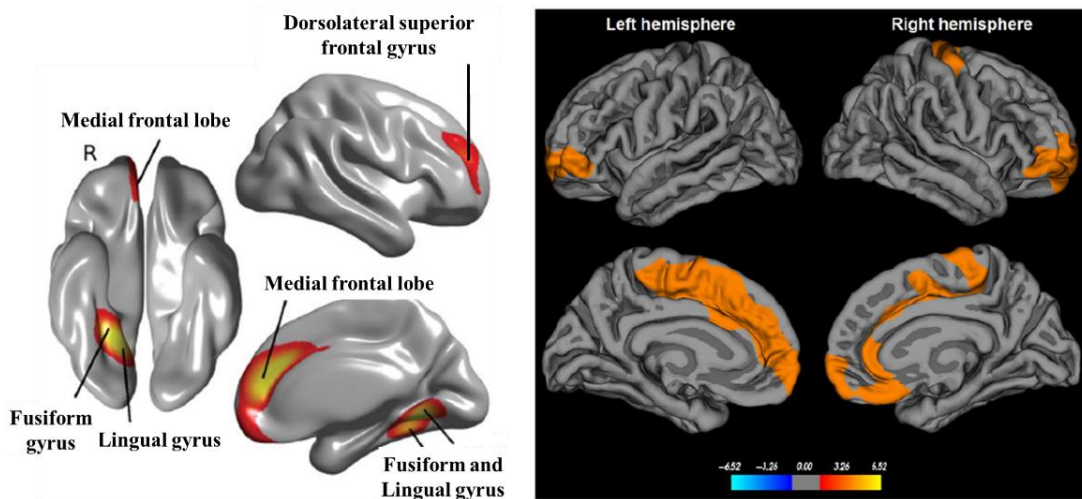 Dorsolateral superior
frontal gyrus
Medial frontal lobe
R
Medial frontal lobe
Fusiform
gyrus
Lingual gyrus
Fusiform and
Lingual gyrus
Left hemisphere
Right hemisphere
-6.52 -1.26 0.00 3.26 6.52